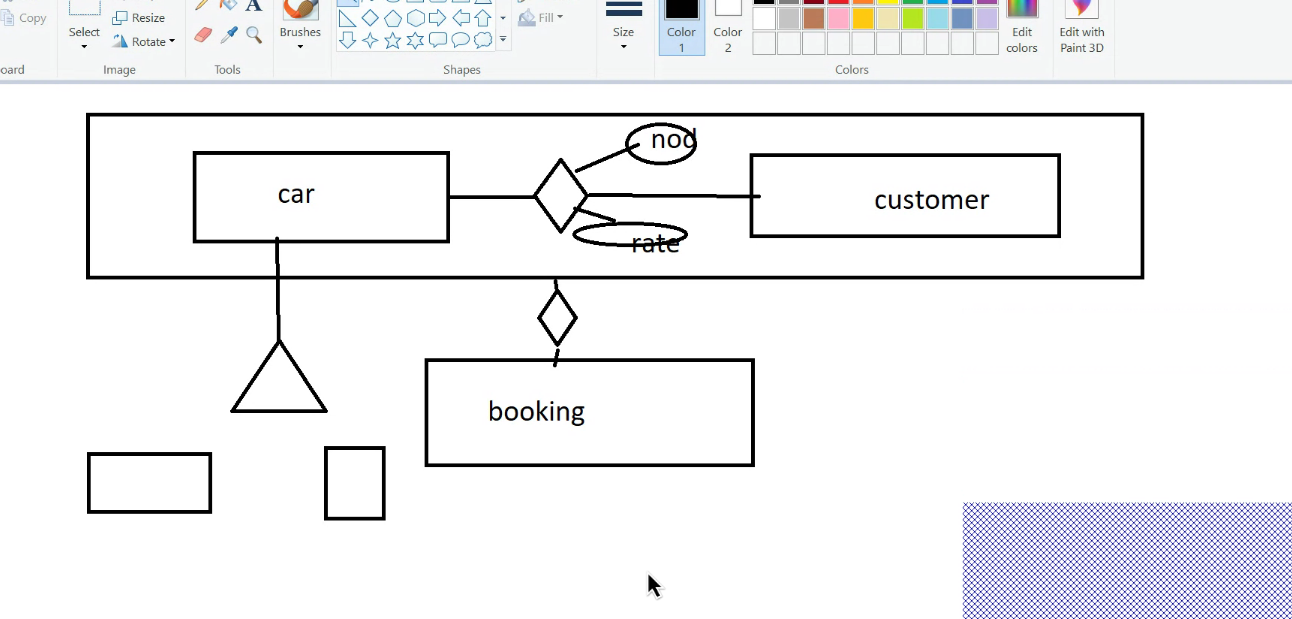 Copy
Select
Resize
Rotate
A
Brushes
Fill
Size
Color
1
Color
2
Edit
colors
Edit with
Paint 3D
oard
Image
Tools
Shapes
Colors
nod
car
customer
rate
booking